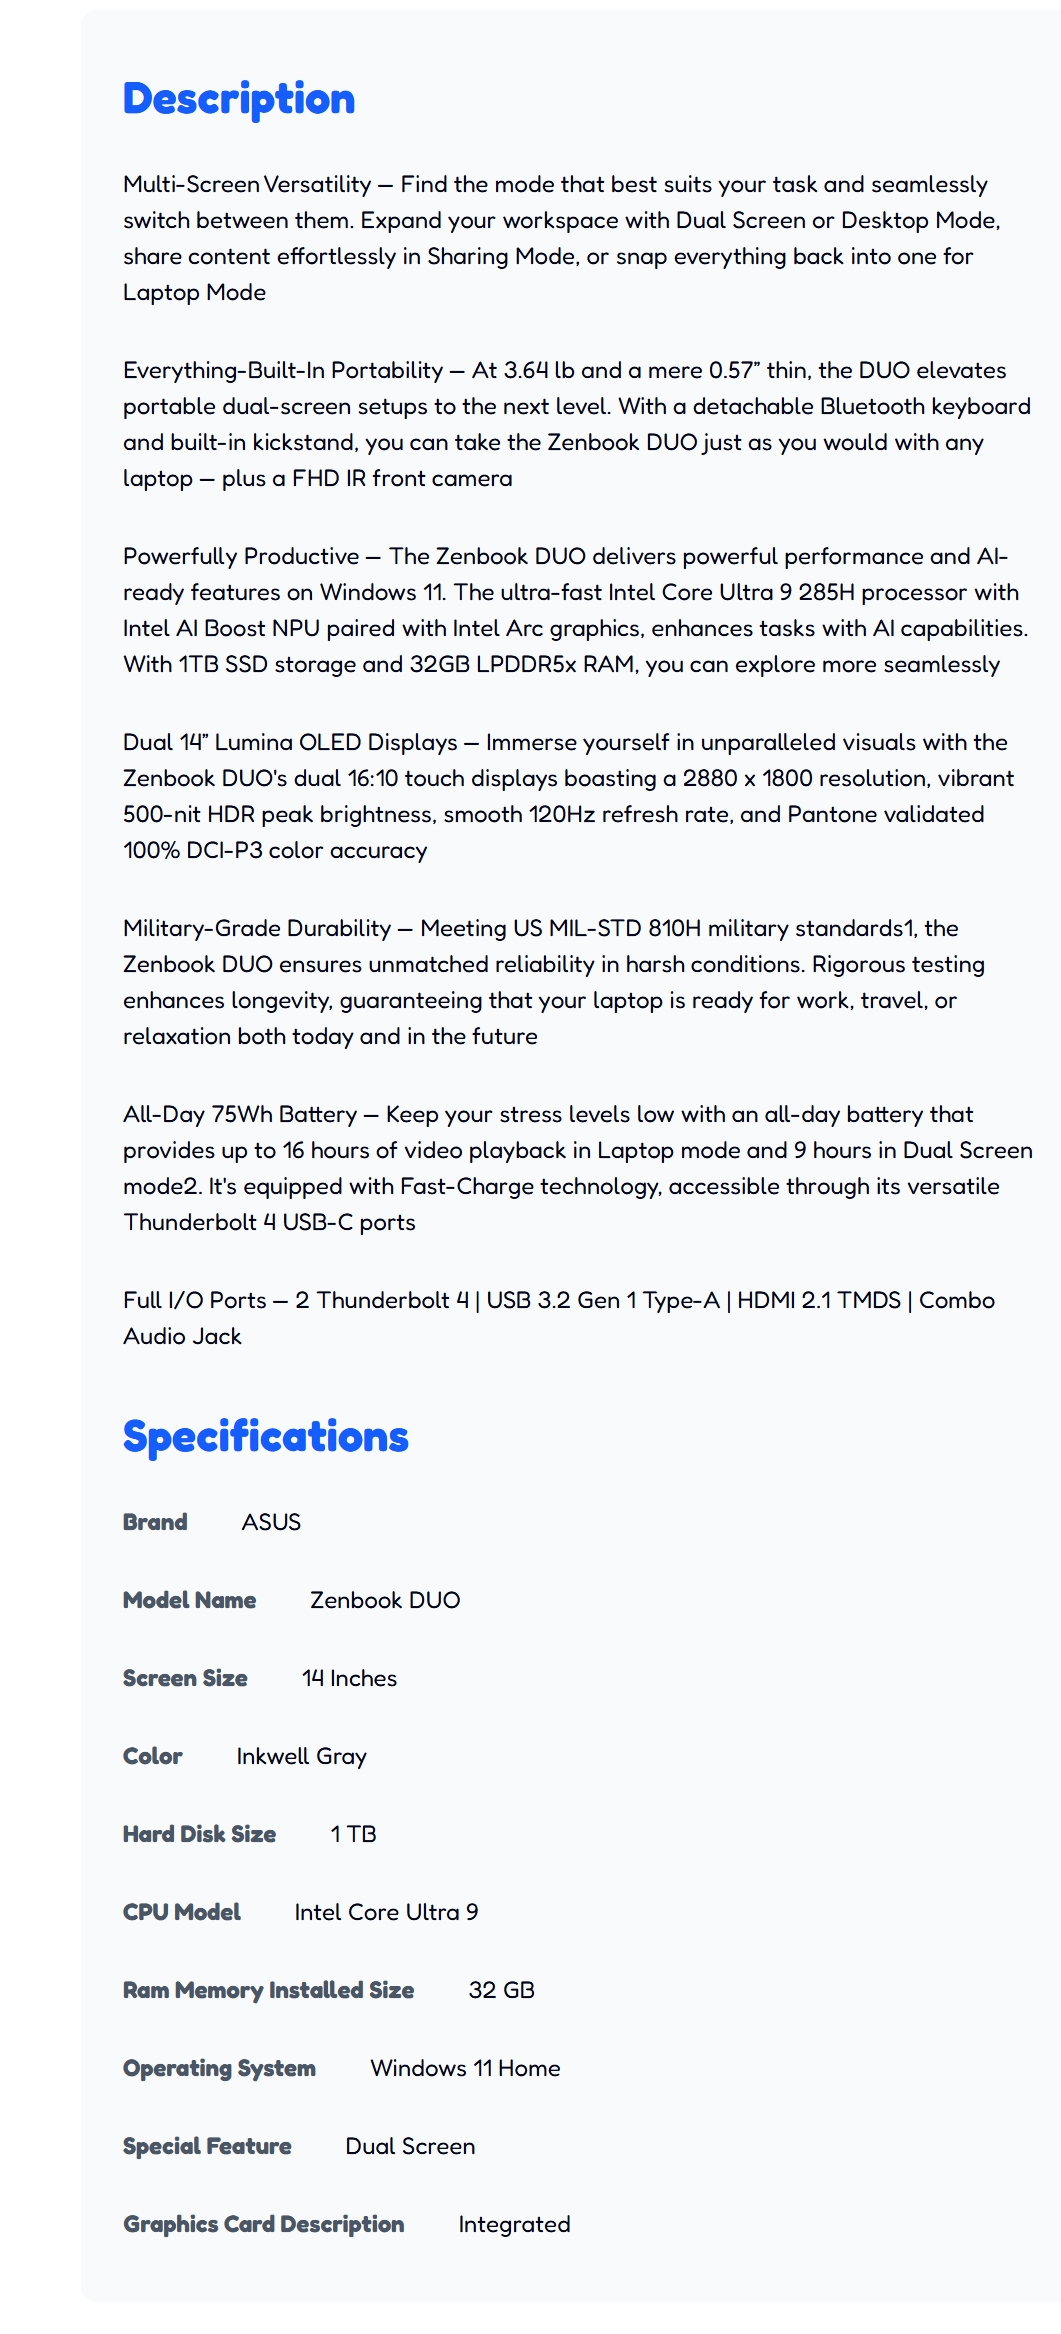 Description
Multi-Screen Versatility – Find the mode that best suits your task and seamlessly
switch between them. Expand your workspace with Dual Screen or Desktop Mode,
share content effortlessly in Sharing Mode, or snap everything back into one for
Laptop Mode
Everything-Built-In Portability – At 3.64 lb and a mere 0.57” thin, the DUO elevates
portable dual-screen setups to the next level. With a detachable Bluetooth keyboard
and built-in kickstand, you can take the Zenbook DUO just as you would with any
laptop – plus a FHD IR front camera
Powerfully Productive – The Zenbook DUO delivers powerful performance and AI-
ready features on Windows 11. The ultra-fast Intel Core Ultra 9 285H processor with
Intel AI Boost NPU paired with Intel Arc graphics, enhances tasks with AI capabilities.
With 1TB SSD storage and 32GB LPDDR5x RAM, you can explore more seamlessly
Dual 14” Lumina OLED Displays – Immerse yourself in unparalleled visuals with the
Zenbook DUO's dual 16:10 touch displays boasting a 2880 x 1800 resolution, vibrant
500-nit HDR peak brightness, smooth 120Hz refresh rate, and Pantone validated
100% DCI-P3 color accuracy
Military-Grade Durability – Meeting US MIL-STD 810H military standards1, the
Zenbook DUO ensures unmatched reliability in harsh conditions. Rigorous testing
enhances longevity, guaranteeing that your laptop is ready for work, travel, or
relaxation both today and in the future
All-Day 75Wh Battery – Keep your stress levels low with an all-day battery that
provides up to 16 hours of video playback in Laptop mode and 9 hours in Dual Screen
mode2. It's equipped with Fast-Charge technology, accessible through its versatile
Thunderbolt 4 USB-C ports
Full I/O Ports – 2 Thunderbolt 4 | USB 3.2 Gen 1 Type-A | HDMI 2.1 TMDS | Combo
Audio Jack
Specifications
Brand ASUS
Model Name Zenbook DUO
Screen Size 14 Inches
Color Inkwell Gray
Hard Disk Size 1 TB
CPU Model Intel Core Ultra 9
Ram Memory Installed Size 32 GB
Operating System Windows 11 Home
Special Feature Dual Screen
Graphics Card Description Integrated